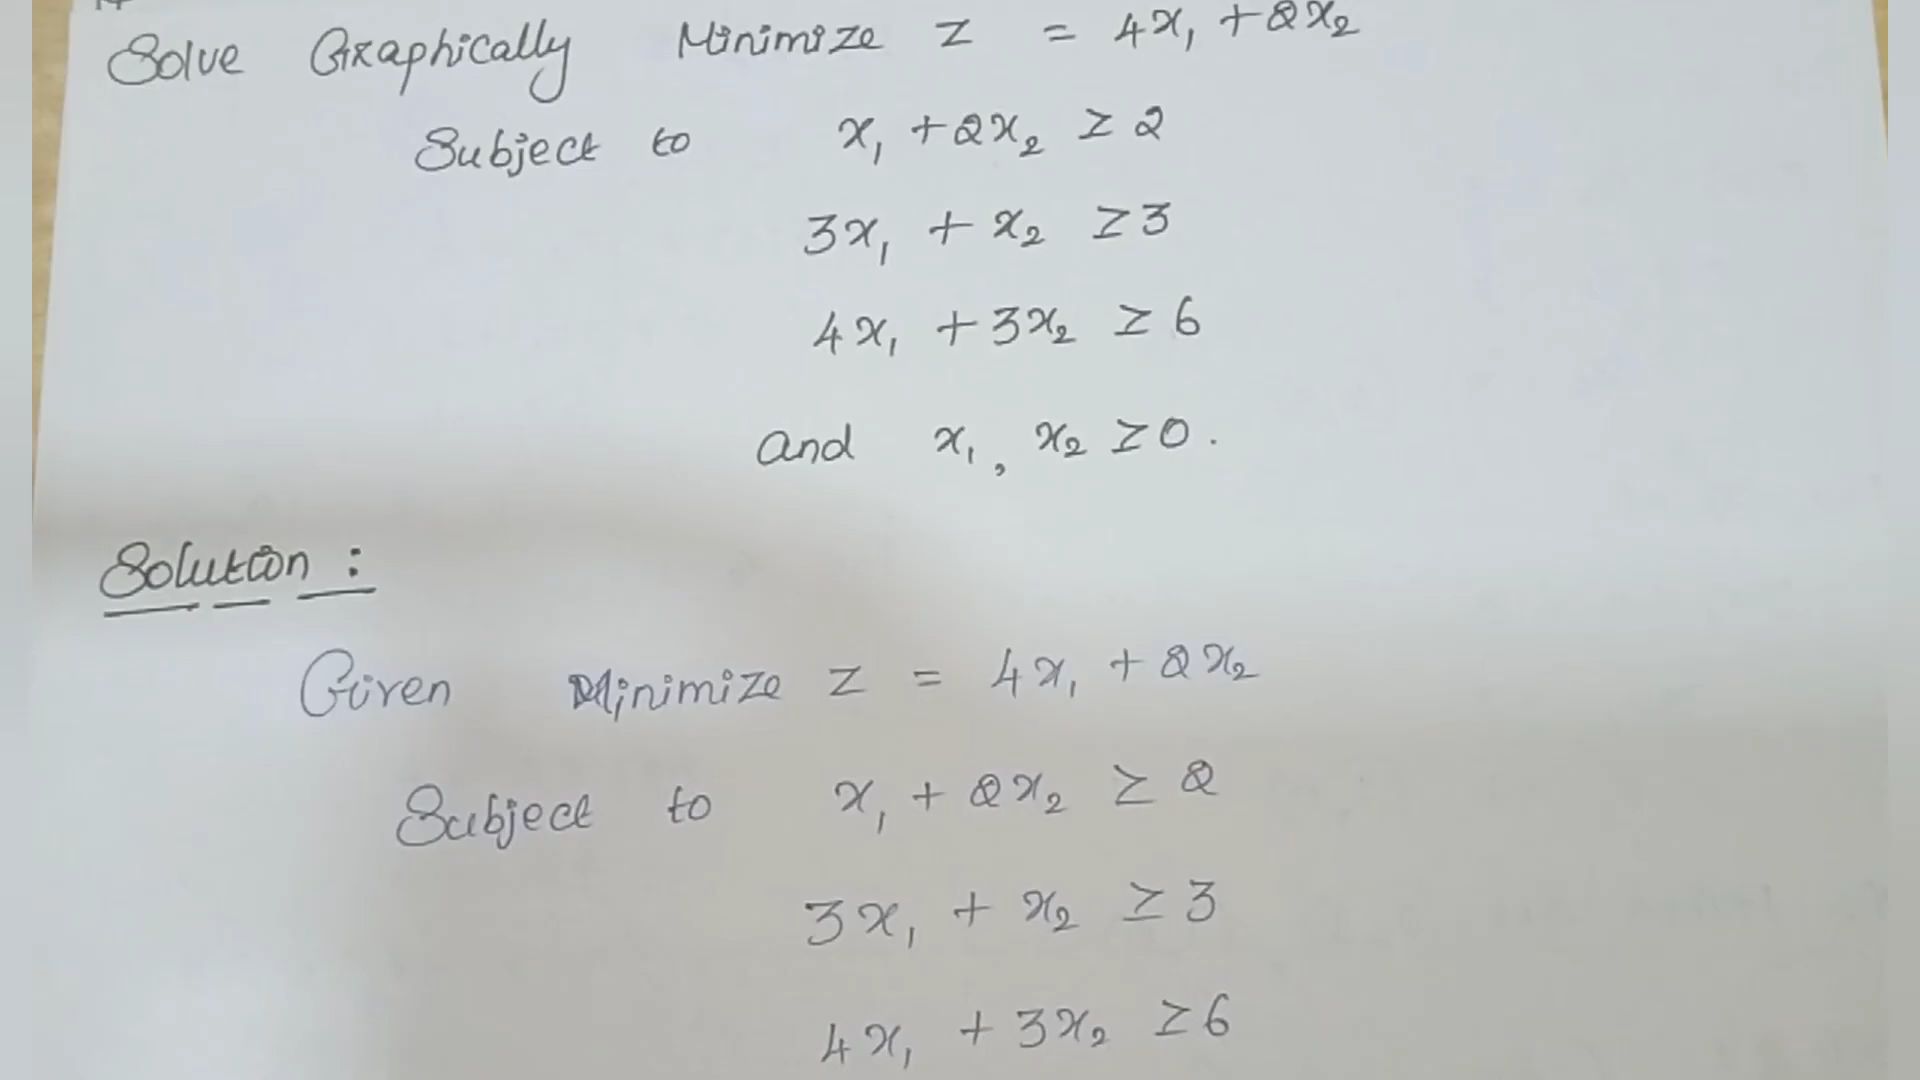 Solve Graphically Minimize z = 4x₁ + 2x₂
Subject to x₁ + 2x₂ ≥ 2
3x₁ + x₂ ≥ 3
4x₁ + 3x₂ ≥ 6
and x₁, x₂ ≥ 0.
Solution :
Given Minimize z = 4x₁ + 2x₂
Subject to x₁ + 2x₂ ≥ 2
3x₁ + x₂ ≥ 3
4x₁ + 3x₂ ≥ 6